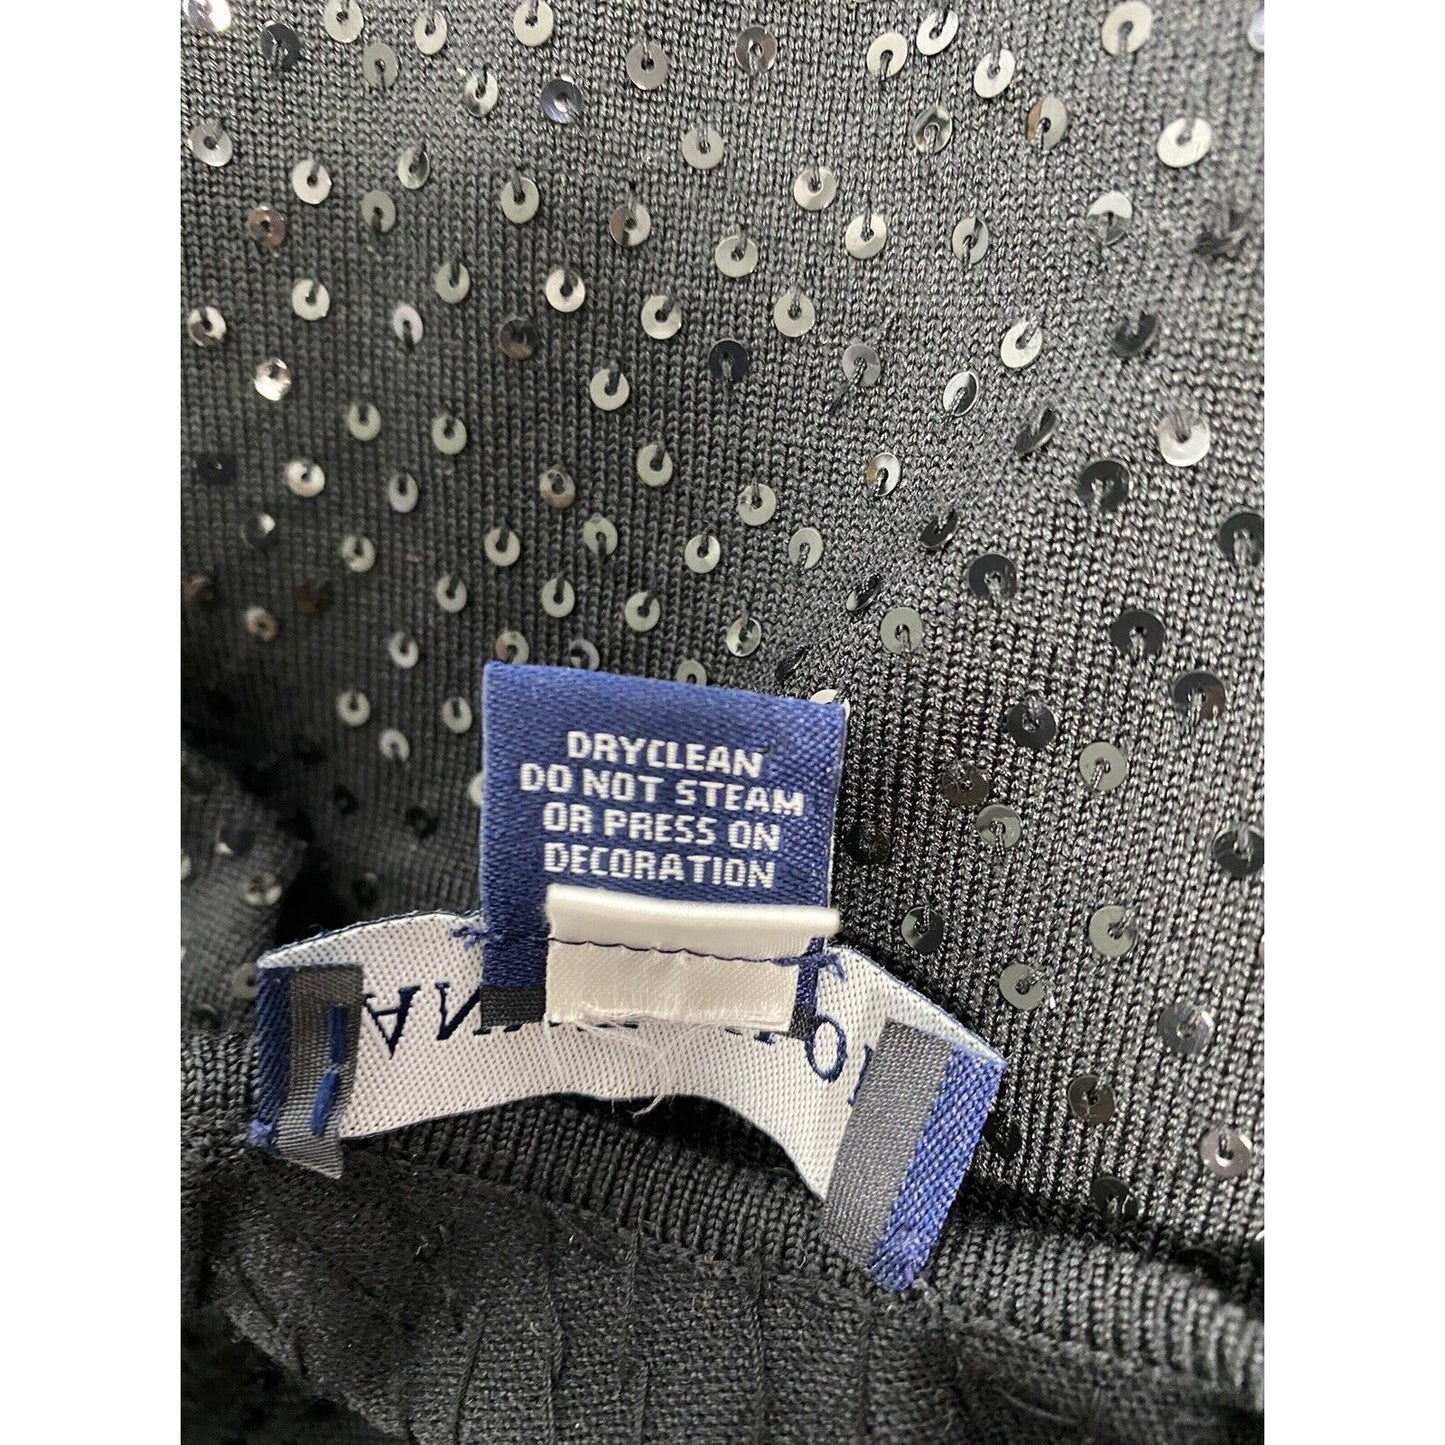 DRYCLEAN
DO NOT STEAM
OR PRESS ON
DECORATION